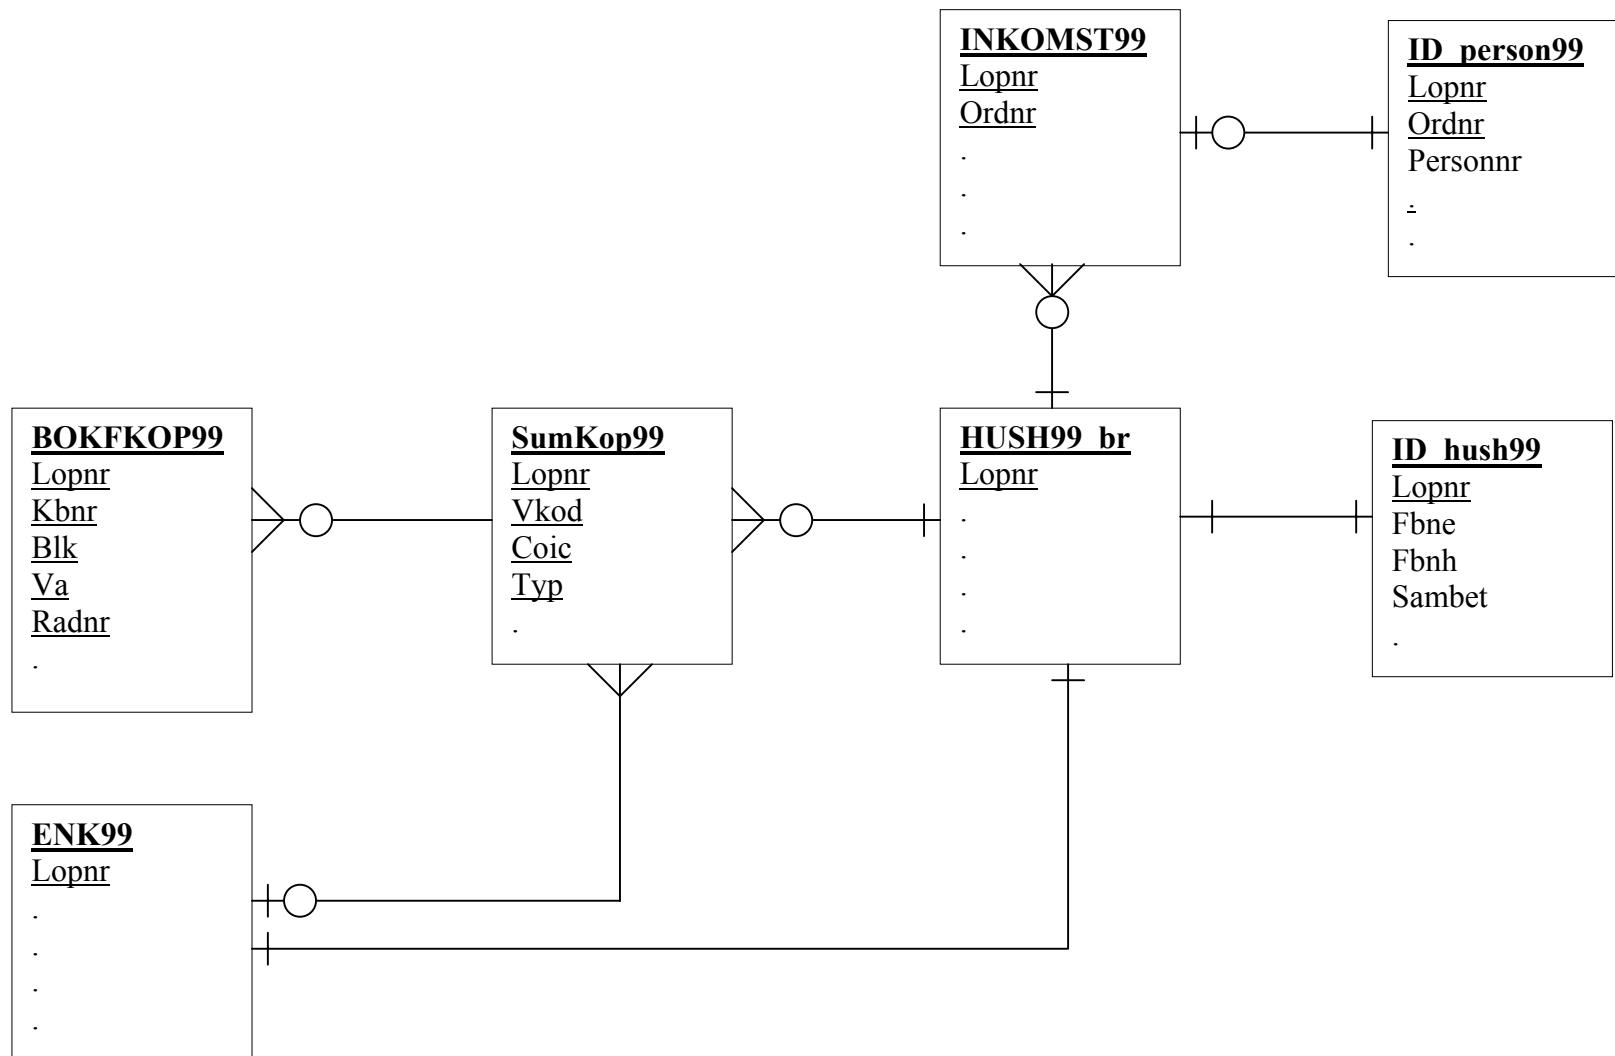 INKOMST99
Lopnr
Ordnr
.
.
.
ID_person99
Lopnr
Ordnr
Personnr
.
.
BOKFKOP99
Lopnr
Kbnr
Blk
Va
Radnr
.
SumKop99
Lopnr
Vkod
Coic
Typ
.
HUSH99_br
Lopnr
.
.
.
.
ID_hush99
Lopnr
Fbne
Fbnh
Sambet
.
ENK99
Lopnr
.
.
.
.